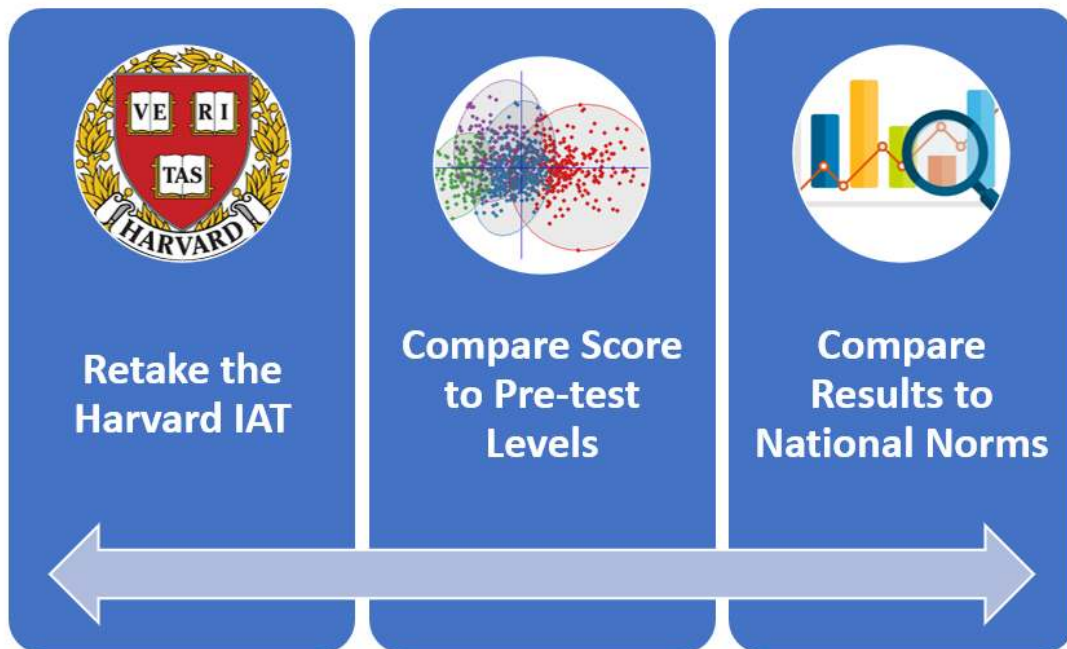 VE RI
TAS
HARVARD
Retake the
Harvard IAT
Compare Score
to Pre-test
Levels
Compare
Results to
National Norms